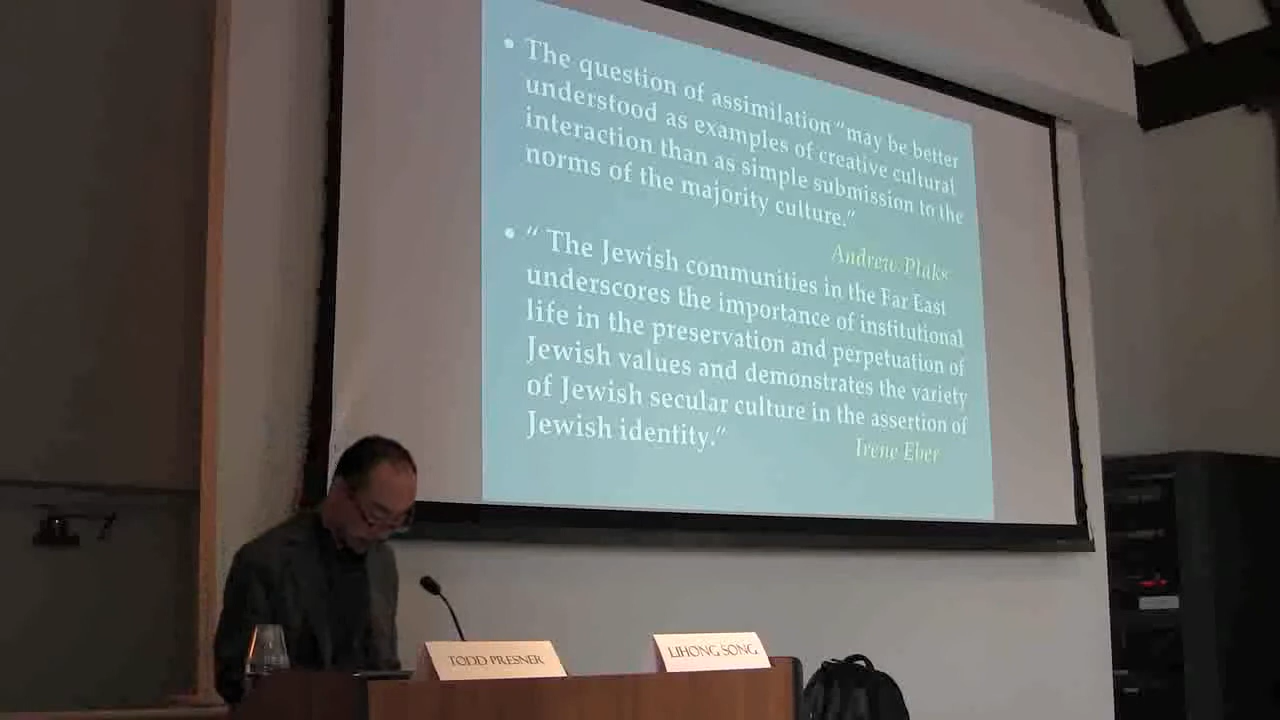 • The question of assimilation “may be better
understood as examples of creative cultural
interaction than as simple submission to the
norms of the majority culture.”
Andrew Plaks
• “ The Jewish communities in the Far East
underscores the importance of institutional
life in the preservation and perpetuation of
Jewish values and demonstrates the variety
of Jewish secular culture in the assertion of
Jewish identity.“
Irene Eber
TODD PRESNER
LIHONG SONG